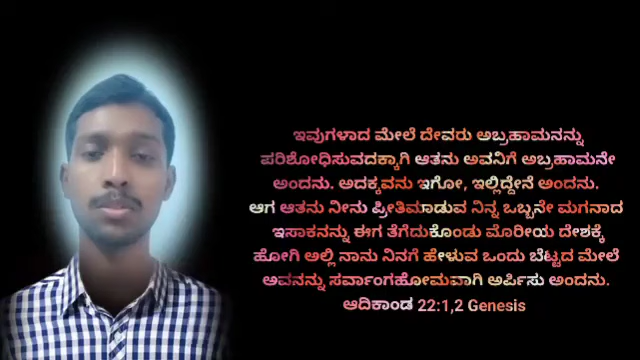 ಇವುಗಳಾದ ಮೇಲೆ ದೇವರು ಅಬ್ರಹಾಮನನ್ನು
ಪರಿಶೋಧಿಸುವದಕ್ಕಾಗಿ ಆತನು ಅವನಿಗೆ ಅಬ್ರಹಾಮನೇ
ಅಂದನು. ಅದಕ್ಕವನು ಇಗೋ, ಇಲ್ಲಿದ್ದೇನೆ ಅಂದನು.
ಆಗ ಆತನು ನೀನು ಪ್ರೀತಿಮಾಡುವ ನಿನ್ನ ಒಬ್ಬನೇ ಮಗನಾದ
ಇಸಾಕನನ್ನು ಈಗ ತೆಗೆದುಕೊಂಡು ಮೊರೀಯ ದೇಶಕ್ಕೆ
ಹೋಗಿ ಅಲ್ಲಿ ನಾನು ನಿನಗೆ ಹೇಳುವ ಒಂದು ಬೆಟ್ಟದ ಮೇಲೆ
ಅವನನ್ನು ಸರ್ವಾಂಗಹೋಮವಾಗಿ ಅರ್ಪಿಸು ಅಂದನು.
ಆದಿಕಾಂಡ 22:1,2 Genesis